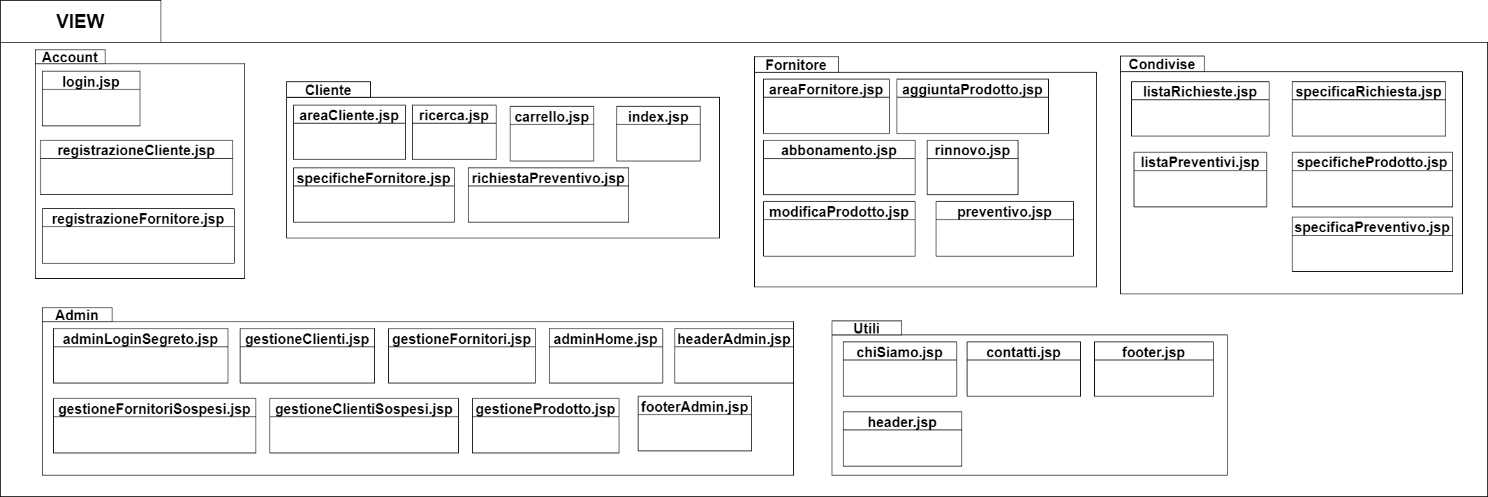 VIEW
Account
login.jsp
registrazioneCliente.jsp
registrazioneFornitore.jsp
Cliente
areaCliente.jsp
ricerca.jsp
carrello.jsp
index.jsp
specificheFornitore.jsp
richiestaPreventivo.jsp
Fornitore
areaFornitore.jsp
aggiuntaProdotto.jsp
abbonamento.jsp
rinnovo.jsp
modificaProdotto.jsp
preventivo.jsp
Condivise
listaRichieste.jsp
specificaRichiesta.jsp
listaPreventivi.jsp
specificheProdotto.jsp
specificaPreventivo.jsp
Admin
adminLoginSegreto.jsp
gestioneClienti.jsp
gestioneFornitori.jsp
adminHome.jsp
headerAdmin.jsp
gestioneFornitoriSospesi.jsp
gestioneClientiSospesi.jsp
gestioneProdotto.jsp
footerAdmin.jsp
Utili
chiSiamo.jsp
contatti.jsp
footer.jsp
header.jsp